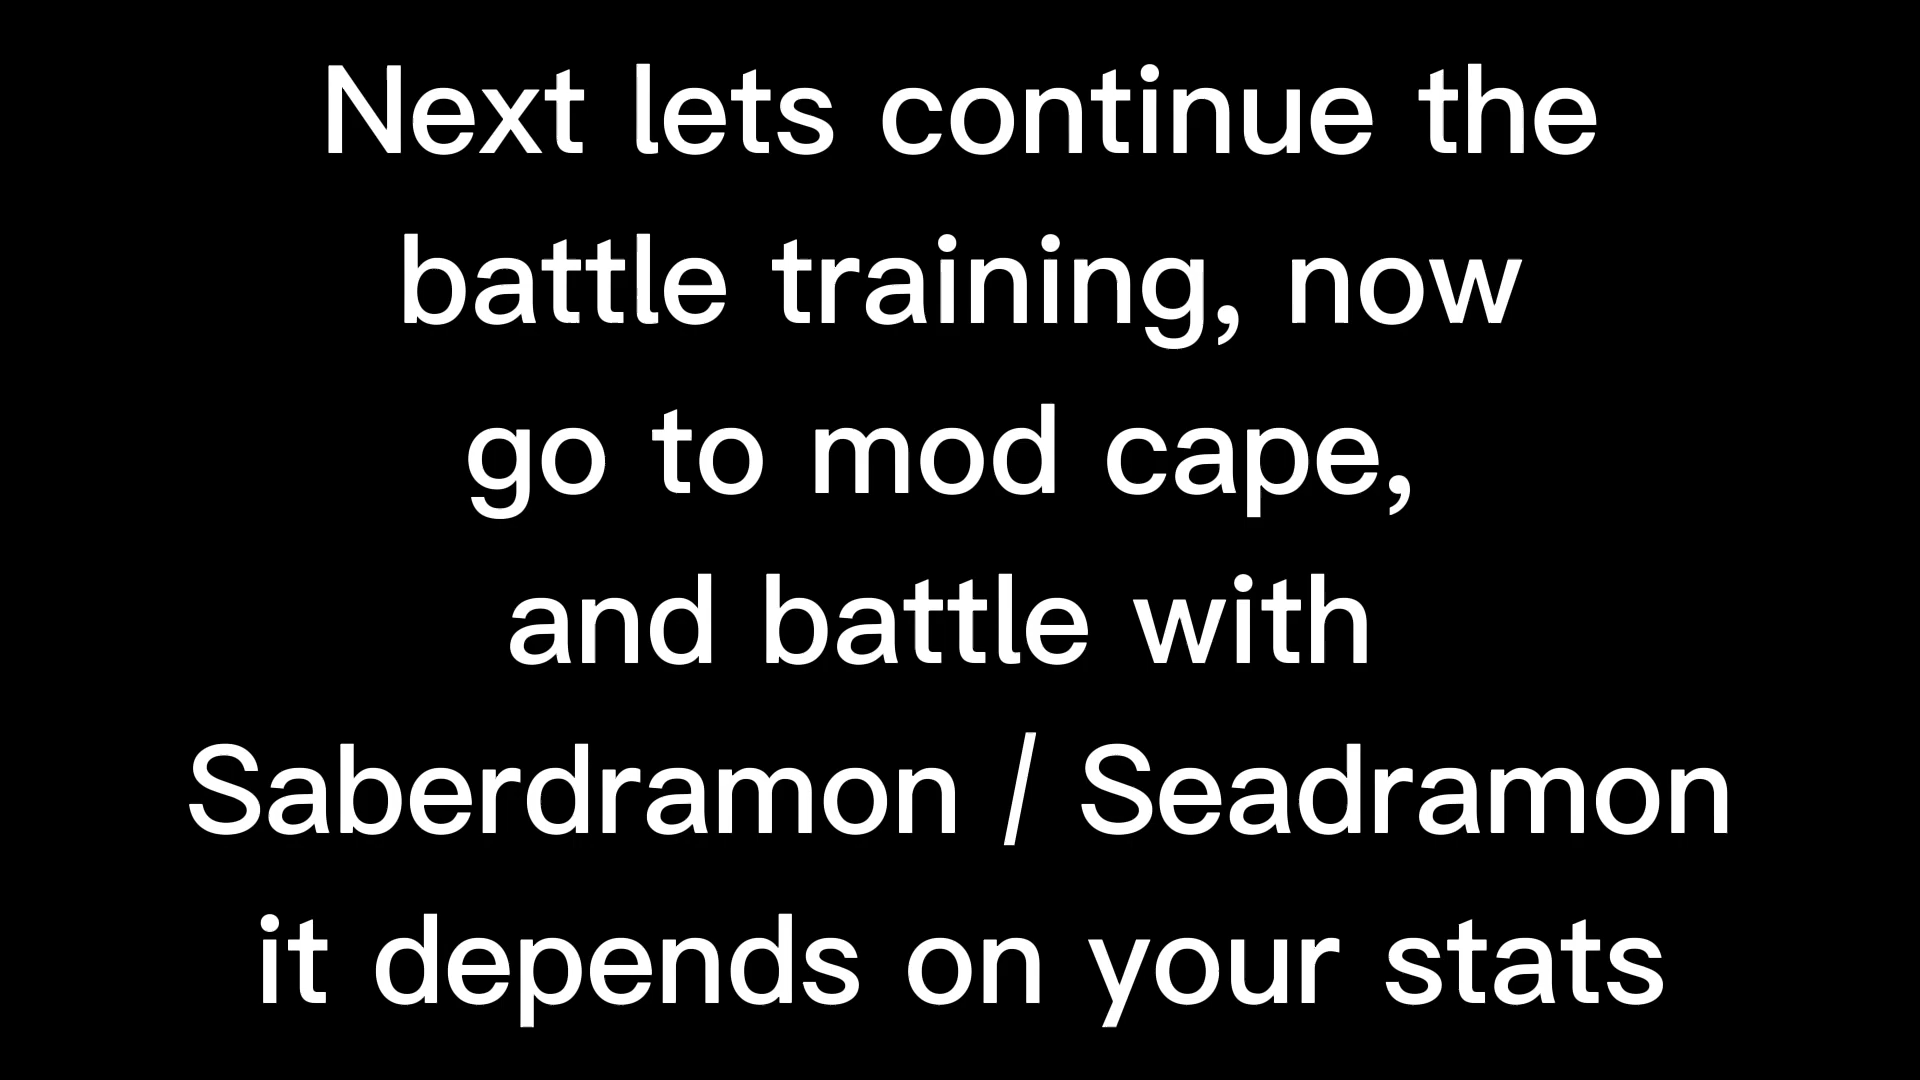 Next lets continue the
battle training, now
go to mod cape,
and battle with
Saberdramon / Seadramon
it depends on your stats